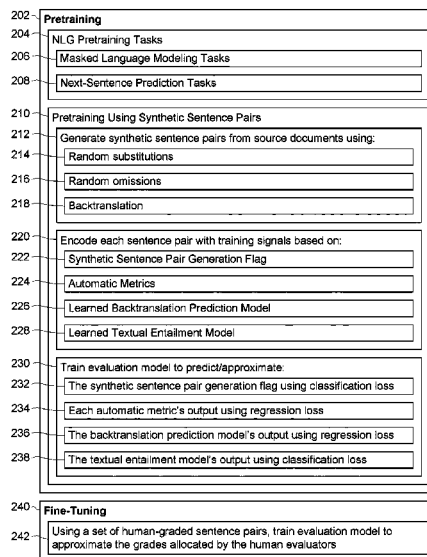 202
Pretraining
204
NLG Pretraining Tasks
206
Masked Language Modeling Tasks
208
Next-Sentence Prediction Tasks
210
Pretraining Using Synthetic Sentence Pairs
212
Generate synthetic sentence pairs from source documents using:
214
Random substitutions
216
Random omissions
218
Backtranslation
220
Encode each sentence pair with training signals based on:
222
Synthetic Sentence Pair Generation Flag
224
Automatic Metrics
226
Learned Backtranslation Prediction Model
228
Learned Textual Entailment Model
230
Train evaluation model to predict/approximate:
232
The synthetic sentence pair generation flag using classification loss
234
Each automatic metric's output using regression loss
236
The backtranslation prediction model's output using regression loss
238
The textual entailment model's output using classification loss
240
Fine-Tuning
242
Using a set of human-graded sentence pairs, train evaluation model to
approximate the grades allocated by the human evaluators